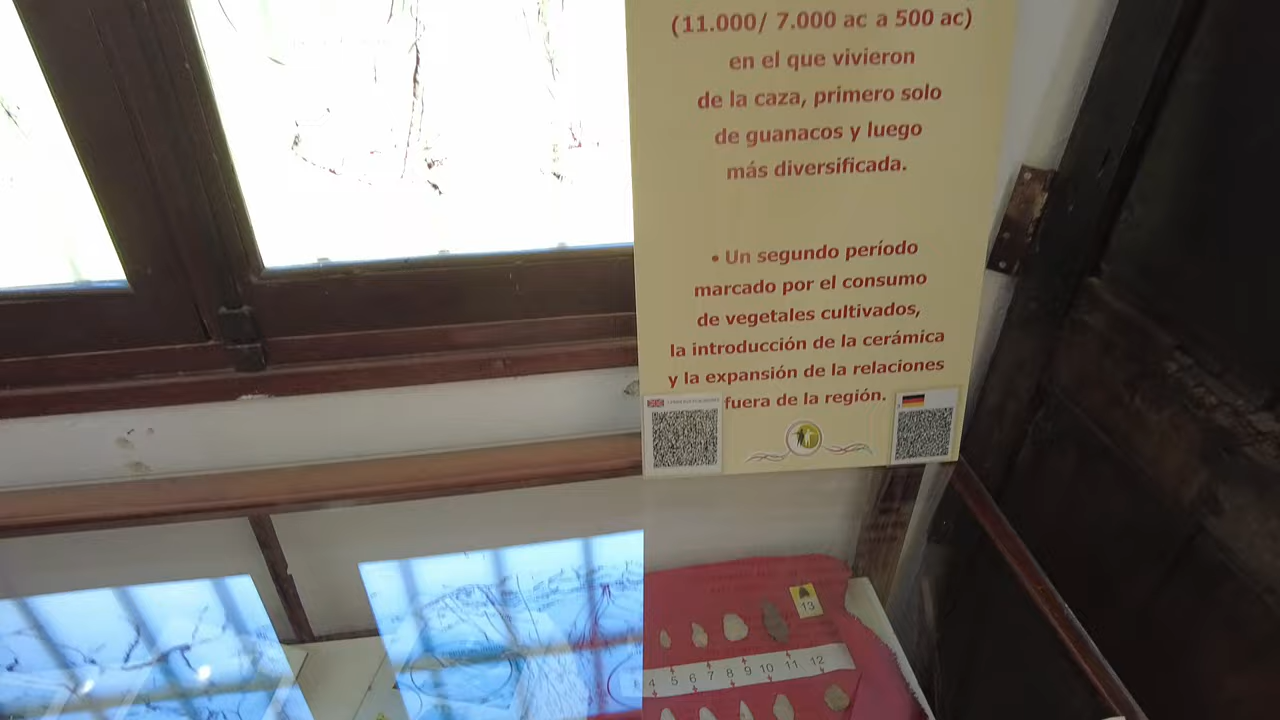 (11.000/ 7.000 ac a 500 ac)
en el que vivieron
de la caza, primero solo
de guanacos y luego
más diversificada.
• Un segundo período
marcado por el consumo
de vegetales cultivados,
la introducción de la cerámica
y la expansión de la relaciones
fuera de la región.
13
4 5 6 7 8 9 10 11 12